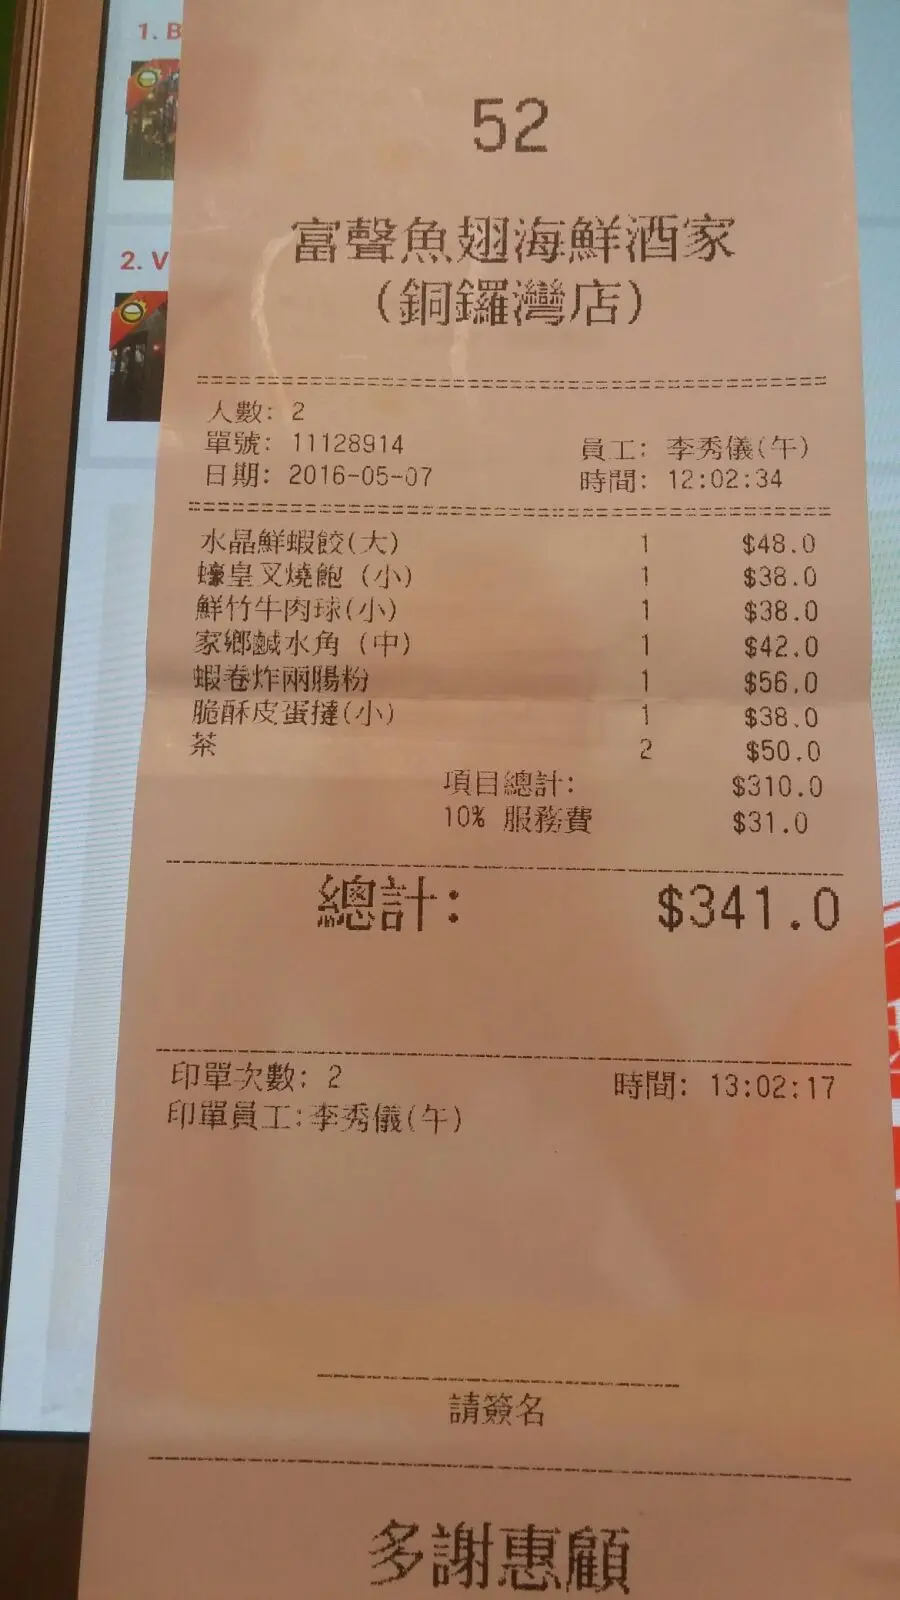 1. B
2. V
52
富聲魚翅海鮮酒家
(銅鑼灣店)
人數: 2
單號: 11128914 員工: 李秀儀(午)
日期: 2016-05-07 時間: 12:02:34
水晶鮮蝦餃(大) 1 $48.0
蠔皇叉燒飽 (小) 1 $38.0
鮮竹牛肉球(小) 1 $38.0
家鄉鹹水角 (中) 1 $42.0
蝦卷炸兩腸粉 1 $56.0
脆酥皮蛋撻(小) 1 $38.0
茶 2 $50.0
項目總計: $310.0
10% 服務費 $31.0
總計: $341.0
印單次數: 2 時間: 13:02:17
印單員工:李秀儀(午)
請簽名
多謝惠顧